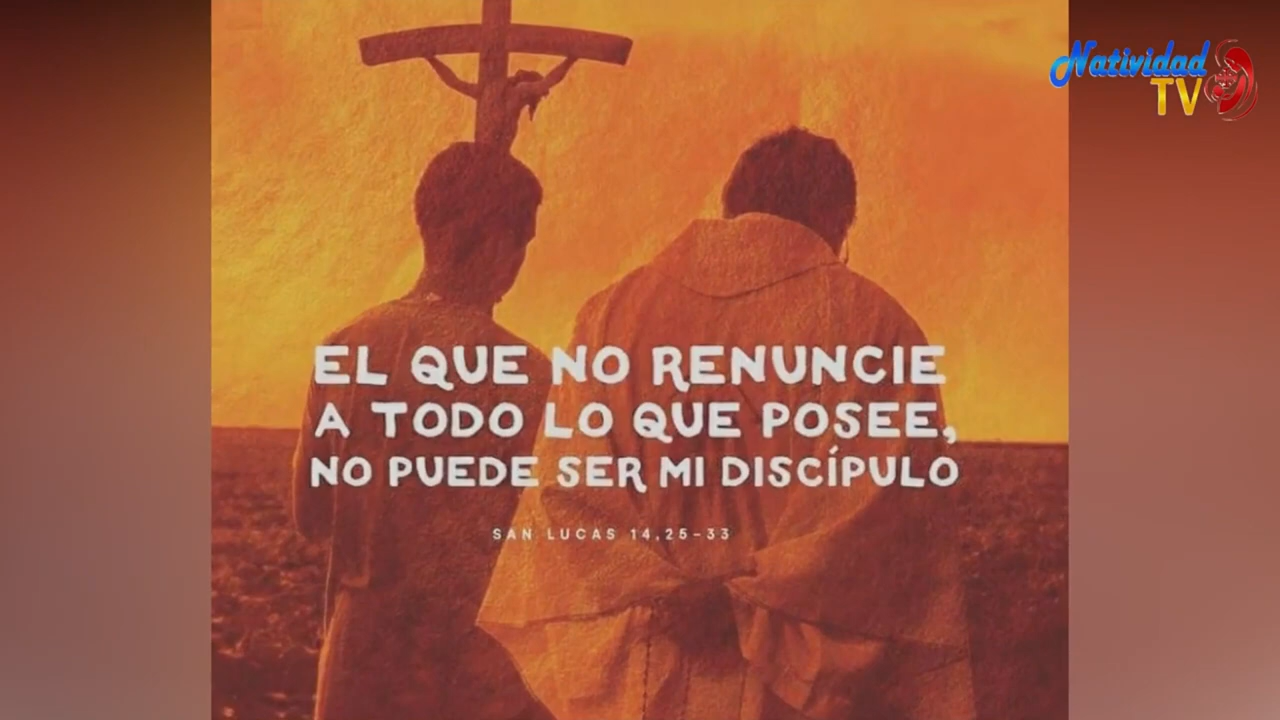 Natividad
TV
EL QUE NO RENUNCIE
A TODO LO QUE POSEE,
NO PUEDE SER MI DISCÍPULO
SAN LUCAS 14,25-33